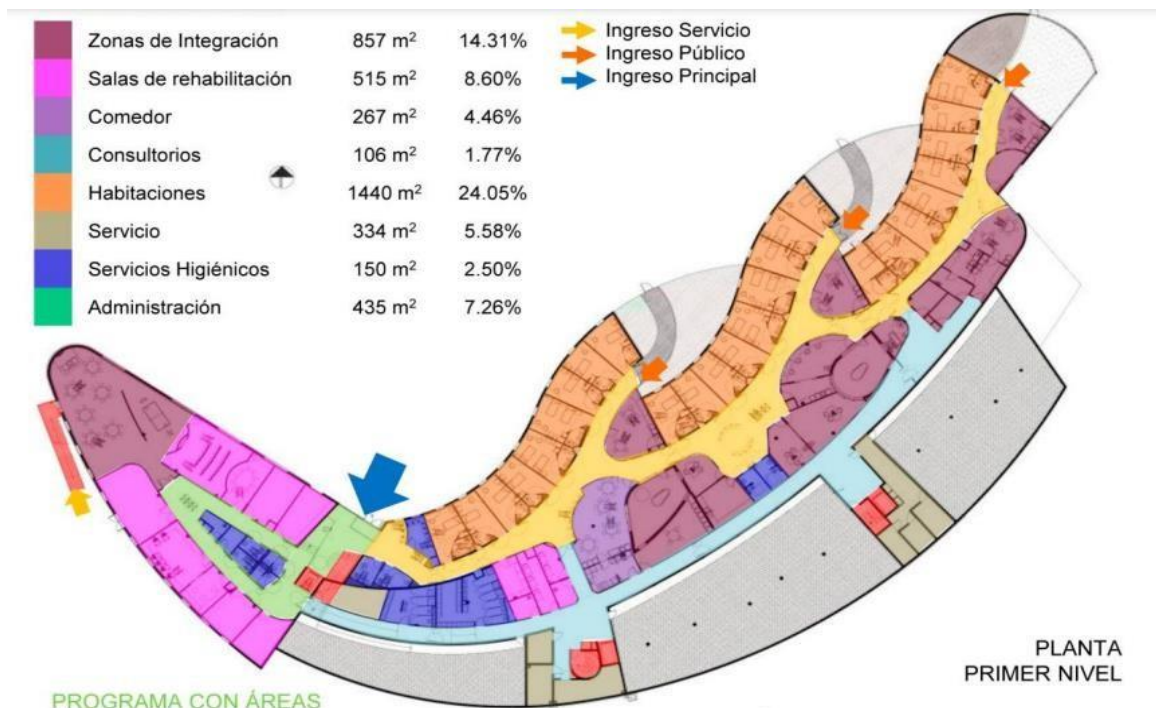 Zonas de Integración 857 m² 14.31%
Salas de rehabilitación 515 m² 8.60%
Comedor 267 m² 4.46%
Consultorios 106 m² 1.77%
Habitaciones 1440 m² 24.05%
Servicio 334 m² 5.58%
Servicios Higiénicos 150 m² 2.50%
Administración 435 m² 7.26%
Ingreso Servicio
Ingreso Público
Ingreso Principal
PLANTA
PRIMER NIVEL
PROGRAMA CON ÁREAS